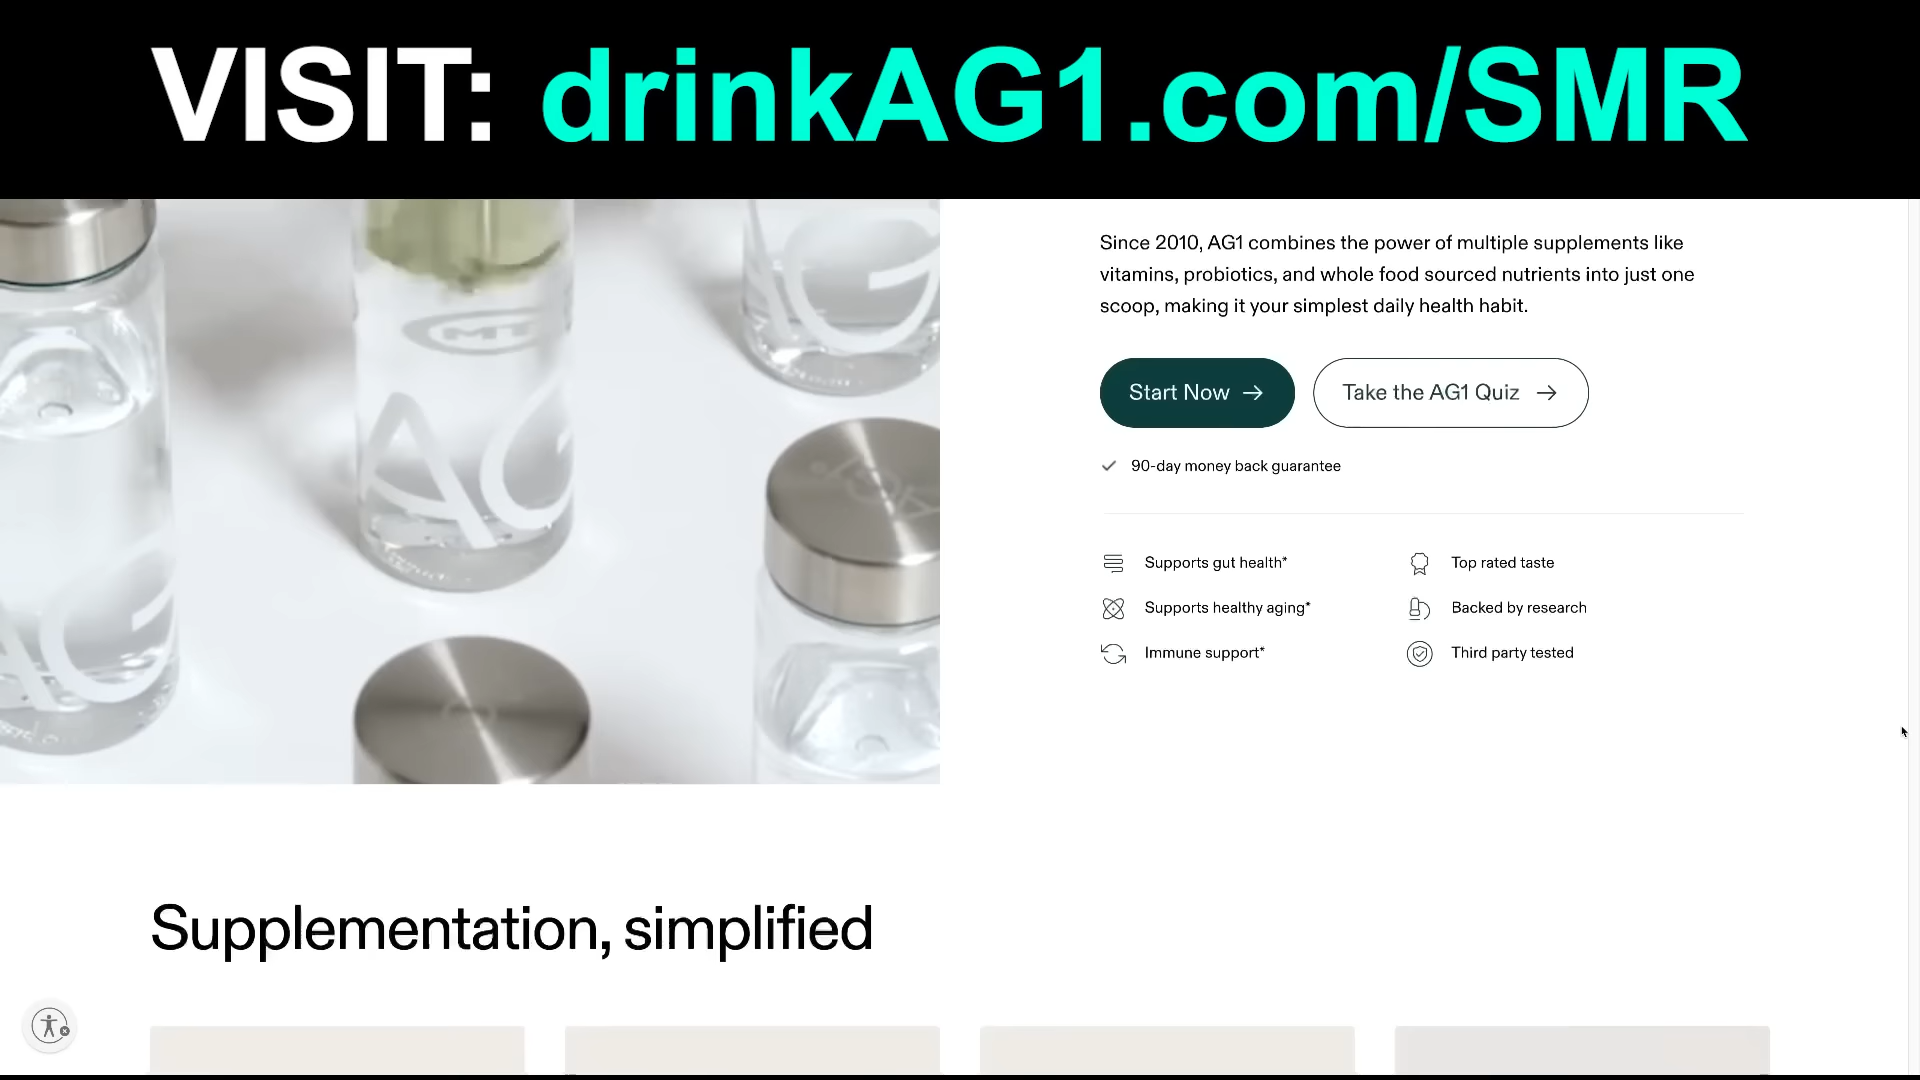 VISIT: drinkAG1.com/SMR
Since 2010, AG1 combines the power of multiple supplements like
vitamins, probiotics, and whole food sourced nutrients into just one
scoop, making it your simplest daily health habit.
Start Now →
Take the AG1 Quiz →
90-day money back guarantee
Supports gut health*
Top rated taste
Supports healthy aging*
Backed by research
Immune support*
Third party tested
Supplementation, simplified
AG
AG
AG